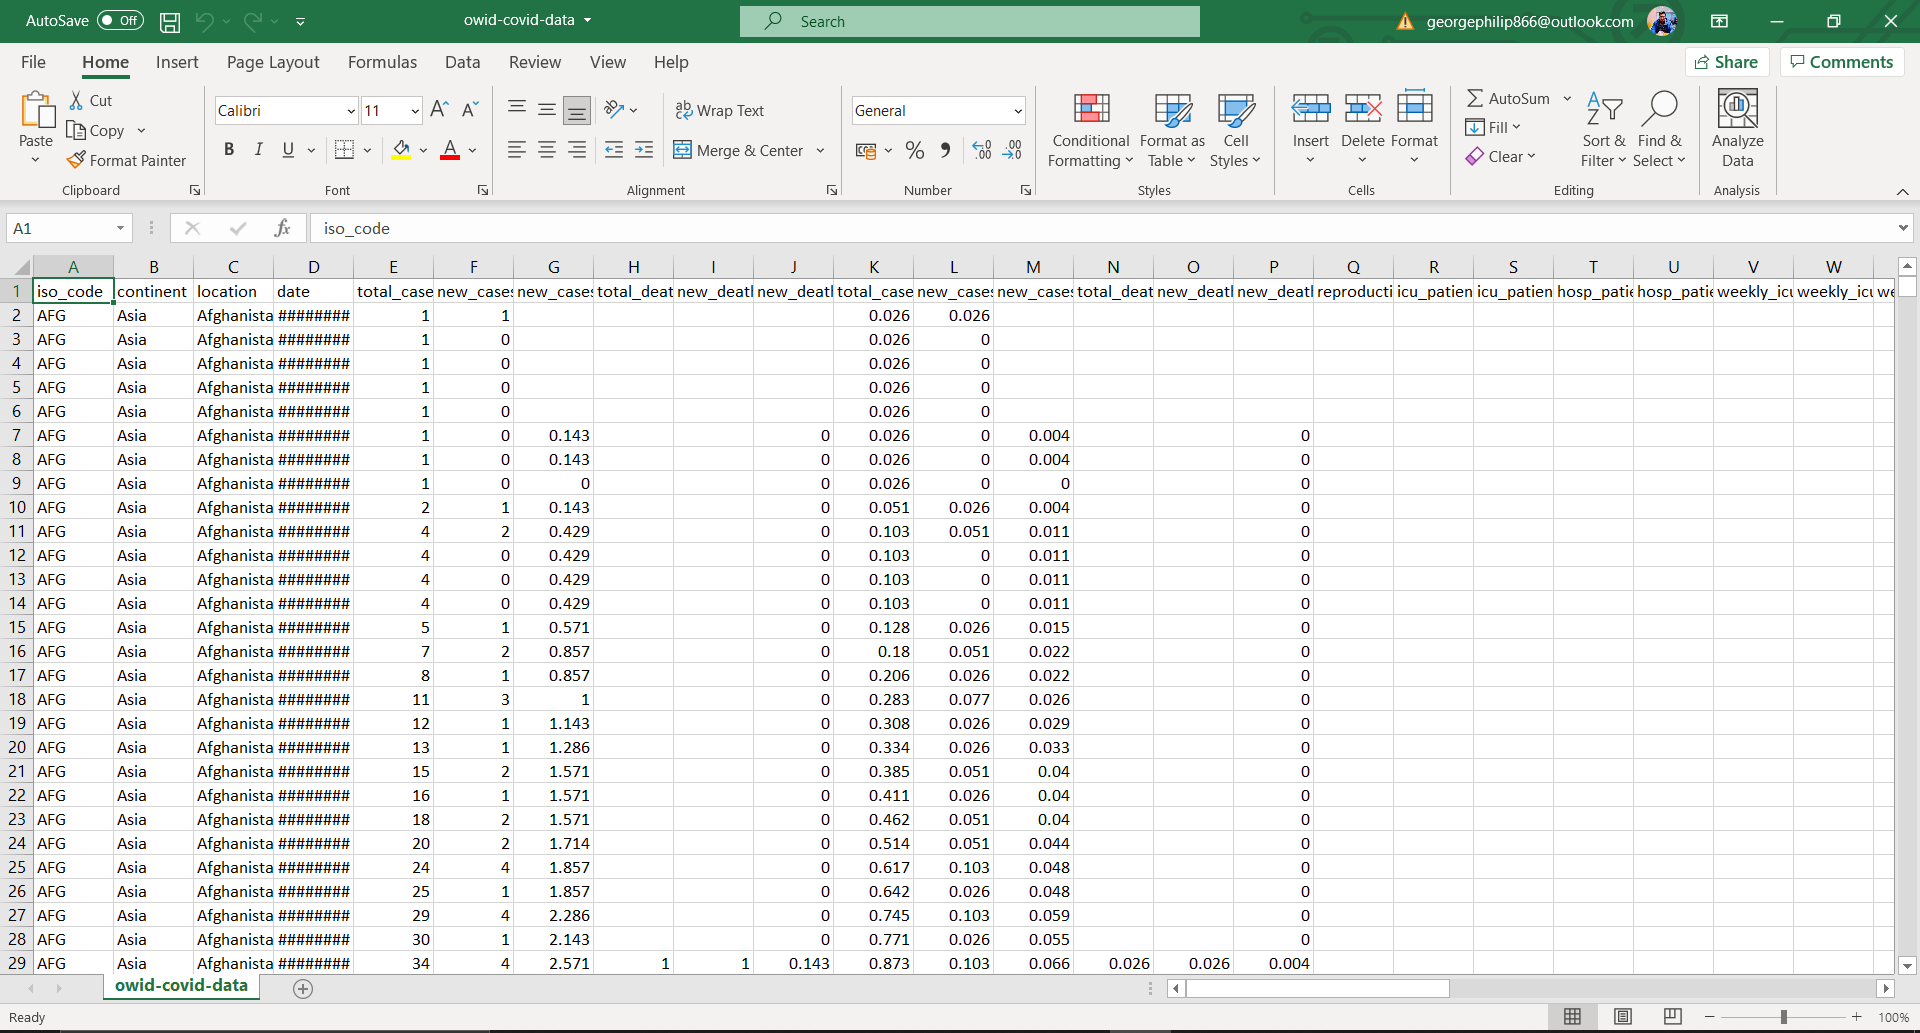 AutoSave Off owid-covid-data Search georgephilip866@outlook.com
File Home Insert Page Layout Formulas Data Review View Help Share Comments
Paste Cut Copy Format Painter Clipboard
Calibri 11 B I U A Font
Wrap Text Merge & Center Alignment
General % Number
Conditional Formatting Format as Table Cell Styles Styles
Insert Delete Format Cells
AutoSum Fill Clear Sort & Filter Find & Select Editing
Analyze Data Analysis
A1 fx iso_code
A B C D E F G H I J K L M N O P Q R S T U V W
1 iso_code continent location date total_case new_cases new_cases total_deat new_deatl new_deatl total_case new_cases new_cases total_deat new_deatl new_deatl reproducti icu_patien icu_patien hosp_patie hosp_patie weekly_icu weekly_icu we
2 AFG Asia Afghanista ######## 1 1 0.026 0.026
3 AFG Asia Afghanista ######## 1 0 0.026 0
4 AFG Asia Afghanista ######## 1 0 0.026 0
5 AFG Asia Afghanista ######## 1 0 0.026 0
6 AFG Asia Afghanista ######## 1 0 0.026 0
7 AFG Asia Afghanista ######## 1 0 0.143 0 0.026 0 0.004 0
8 AFG Asia Afghanista ######## 1 0 0.143 0 0.026 0 0.004 0
9 AFG Asia Afghanista ######## 1 0 0 0 0.026 0 0 0
10 AFG Asia Afghanista ######## 2 1 0.143 0 0.051 0.026 0.004 0
11 AFG Asia Afghanista ######## 4 2 0.429 0 0.103 0.051 0.011 0
12 AFG Asia Afghanista ######## 4 0 0.429 0 0.103 0 0.011 0
13 AFG Asia Afghanista ######## 4 0 0.429 0 0.103 0 0.011 0
14 AFG Asia Afghanista ######## 4 0 0.429 0 0.103 0 0.011 0
15 AFG Asia Afghanista ######## 5 1 0.571 0 0.128 0.026 0.015 0
16 AFG Asia Afghanista ######## 7 2 0.857 0 0.18 0.051 0.022 0
17 AFG Asia Afghanista ######## 8 1 0.857 0 0.206 0.026 0.022 0
18 AFG Asia Afghanista ######## 11 3 1 0 0.283 0.077 0.026 0
19 AFG Asia Afghanista ######## 12 1 1.143 0 0.308 0.026 0.029 0
20 AFG Asia Afghanista ######## 13 1 1.286 0 0.334 0.026 0.033 0
21 AFG Asia Afghanista ######## 15 2 1.571 0 0.385 0.051 0.04 0
22 AFG Asia Afghanista ######## 16 1 1.571 0 0.411 0.026 0.04 0
23 AFG Asia Afghanista ######## 18 2 1.571 0 0.462 0.051 0.04 0
24 AFG Asia Afghanista ######## 20 2 1.714 0 0.514 0.051 0.044 0
25 AFG Asia Afghanista ######## 24 4 1.857 0 0.617 0.103 0.048 0
26 AFG Asia Afghanista ######## 25 1 1.857 0 0.642 0.026 0.048 0
27 AFG Asia Afghanista ######## 29 4 2.286 0 0.745 0.103 0.059 0
28 AFG Asia Afghanista ######## 30 1 2.143 0 0.771 0.026 0.055 0
29 AFG Asia Afghanista ######## 34 4 2.571 1 1 0.143 0.873 0.103 0.066 0.026 0.026 0.004
owid-covid-data
Ready 100%